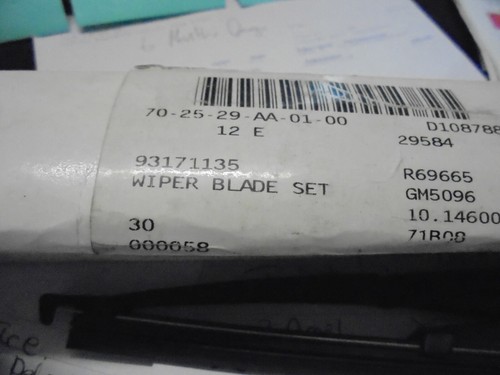 70-25-29-AA-01-00 D108788
12 E 29584
93171135 R69665
WIPER BLADE SET GM5096
10.14600
30 71R08
000058